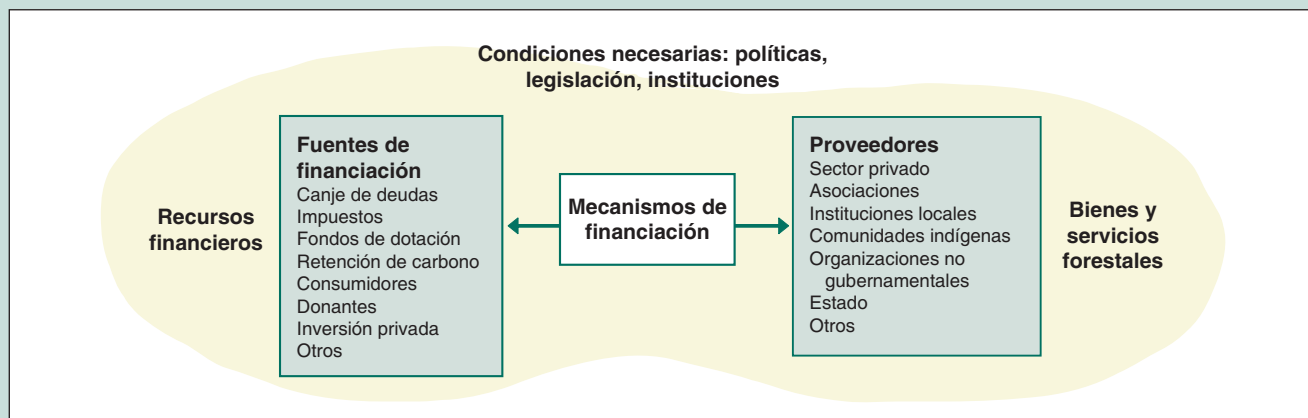 Condiciones necesarias: políticas,
legislación, instituciones
Recursos
financieros
Fuentes de
financiación
Canje de deudas
Impuestos
Fondos de dotación
Retención de carbono
Consumidores
Donantes
Inversión privada
Otros
Mecanismos de
financiación
Proveedores
Sector privado
Asociaciones
Instituciones locales
Comunidades indígenas
Organizaciones no
gubernamentales
Estado
Otros
Bienes y
servicios
forestales